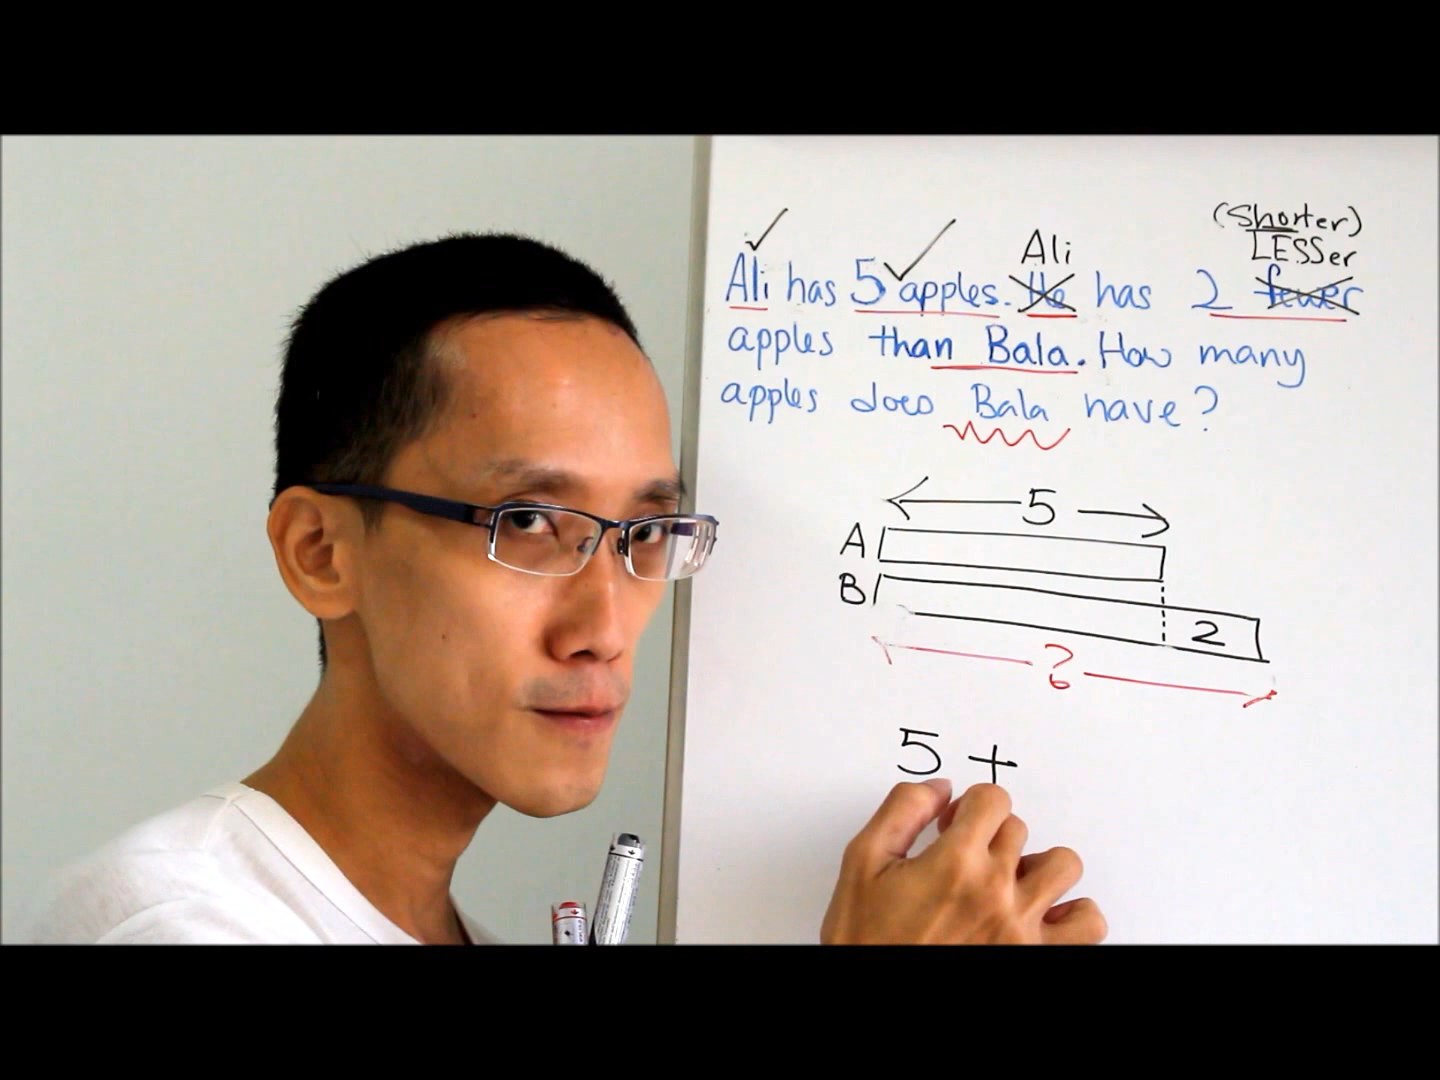 (Shorter)
Ali LESSer
Ali has 5 apples. He has 2 fewer
apples than Bala. How many
apples does Bala have?
5
A
B
2
?
5 +